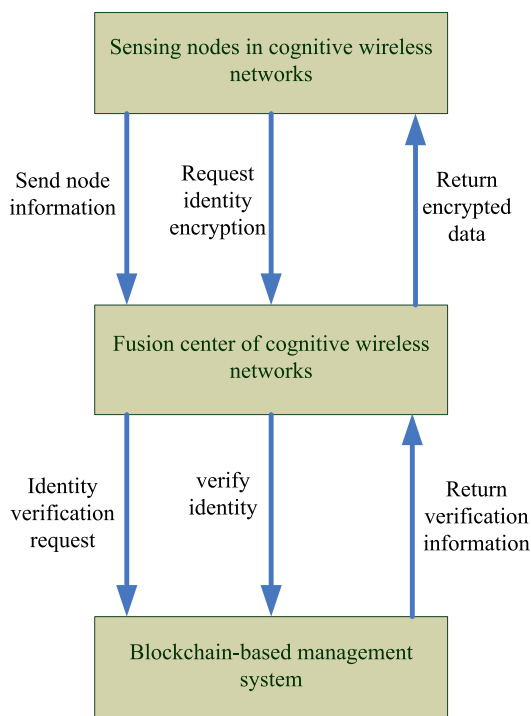 Sensing nodes in cognitive wireless
networks
Send node
information
Request
identity
encryption
Return
encrypted
data
Fusion center of cognitive wireless
networks
Identity
verification
request
verify
identity
Return
verification
information
Blockchain-based management
system